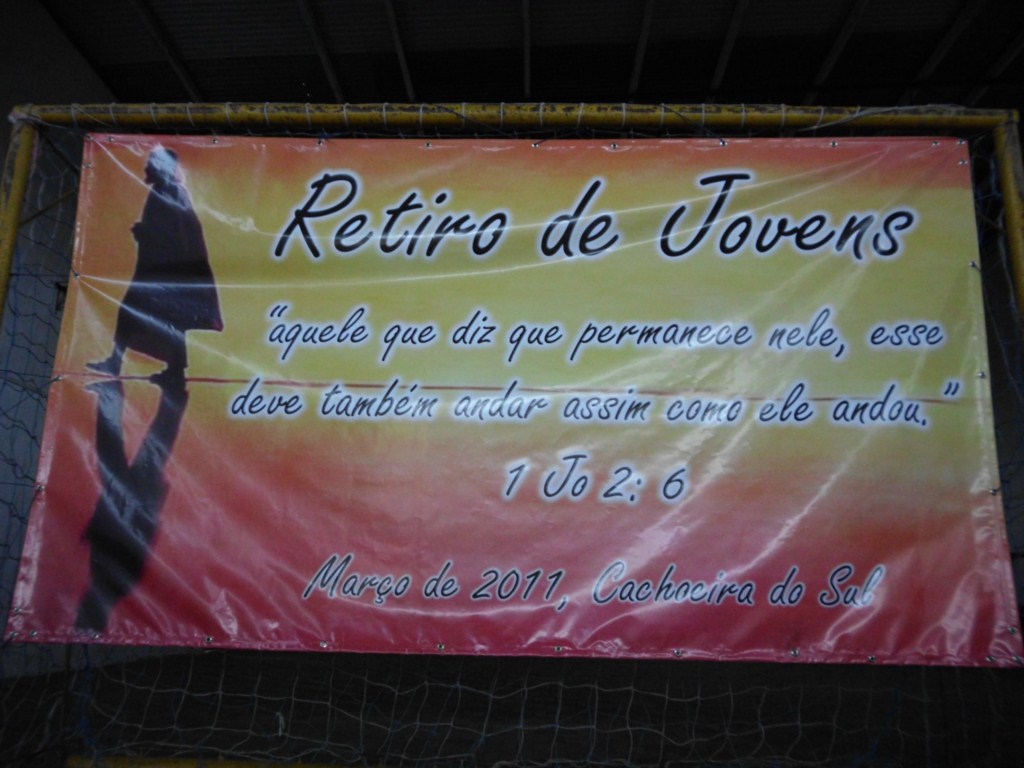 Retiro de Jovens
“aquele que diz que permanece nele, esse
deve também andar assim como ele andou.”
1 Jo 2: 6
Março de 2011, Cachoeira do Sul